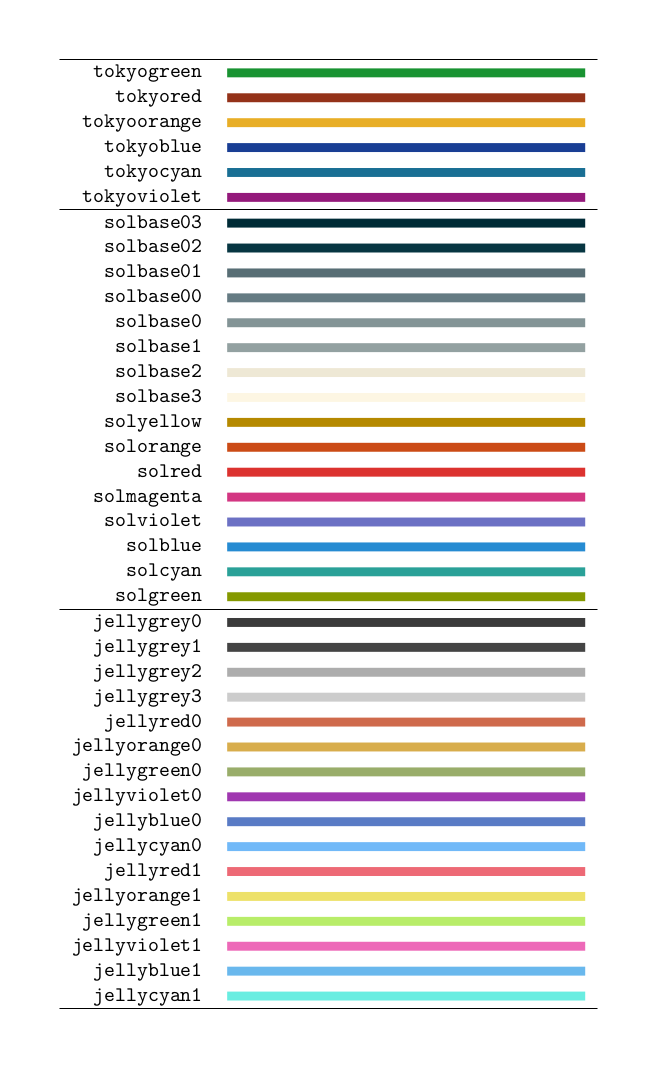 tokyogreen
tokyored
tokyoorange
tokyoblue
tokyocyan
tokyoviolet
solbase03
solbase02
solbase01
solbase00
solbase0
solbase1
solbase2
solbase3
solyellow
solorange
solred
solmagenta
solviolet
solblue
solcyan
solgreen
jellygrey0
jellygrey1
jellygrey2
jellygrey3
jellyred0
jellyorange0
jellygreen0
jellyviolet0
jellyblue0
jellycyan0
jellyred1
jellyorange1
jellygreen1
jellyviolet1
jellyblue1
jellycyan1